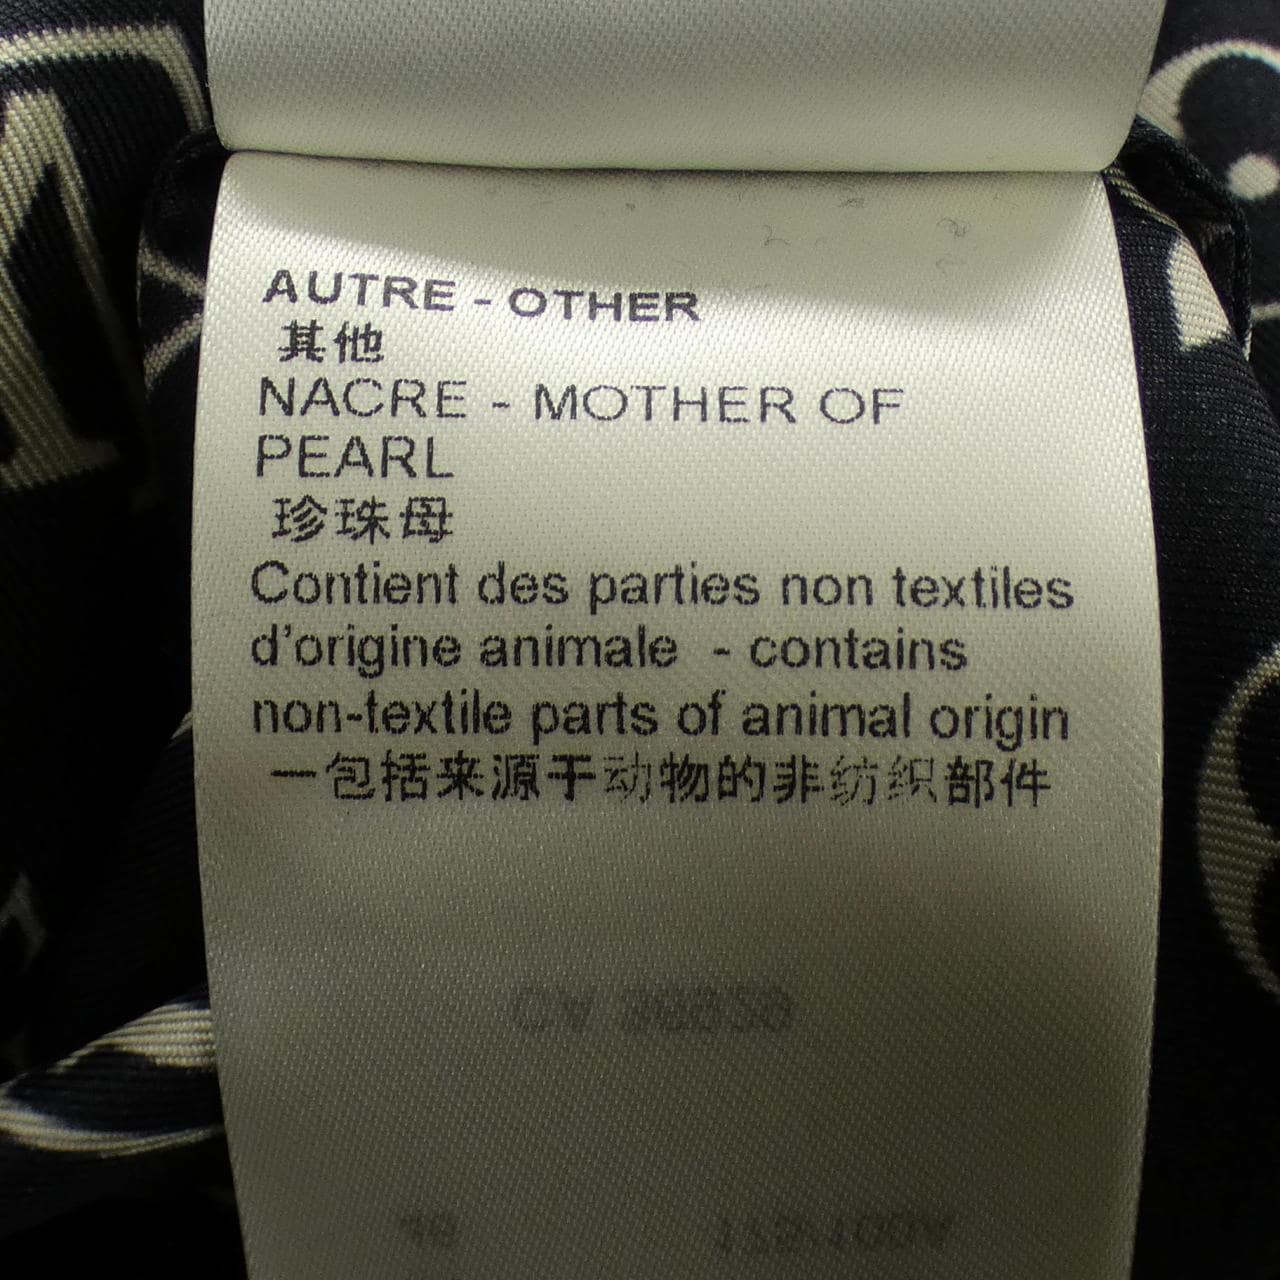 AUTRE - OTHER
其他
NACRE - MOTHER OF
PEARL
珍珠母
Contient des parties non textiles
d'origine animale - contains
non-textile parts of animal origin
一包括来源于动物的非纺织部件